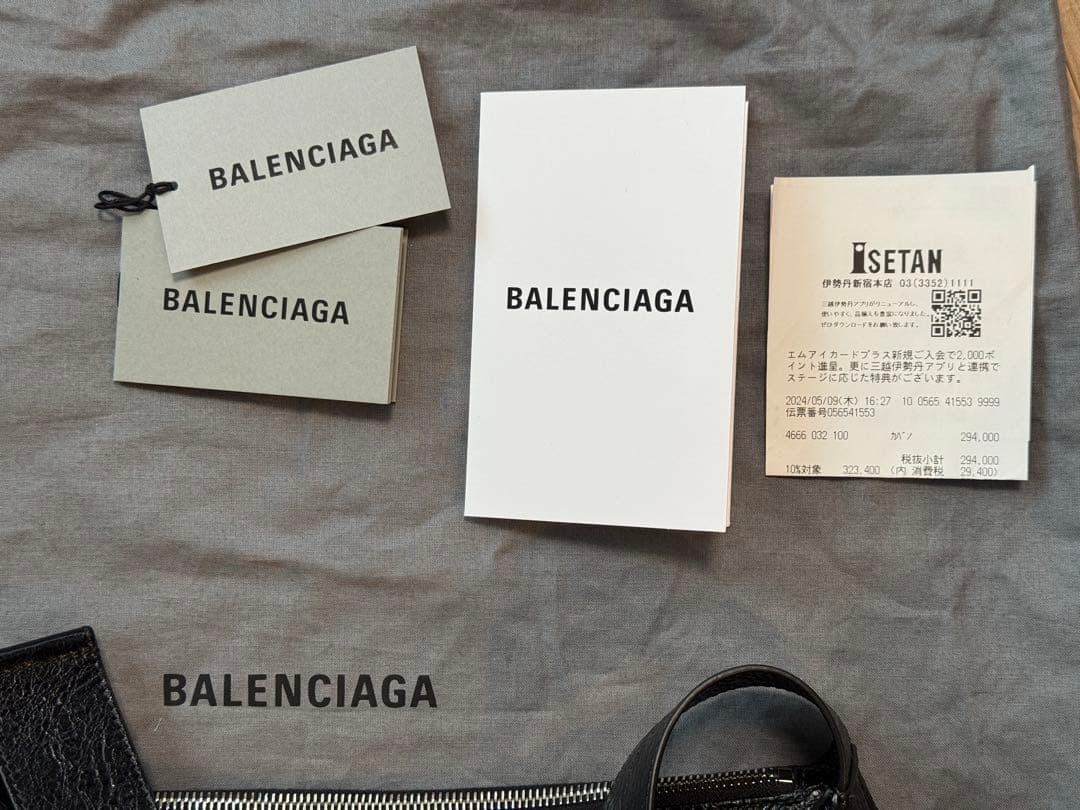 BALENCIAGA
BALENCIAGA
BALENCIAGA
ISETAN
伊勢丹新宿本店 03(3352)1111
三越伊勢丹アプリがリニューアルし、
使いやすく、品揃えも豊富になりました。
ぜひダウンロードをお願い致します。
エムアイカードプラス新規ご入会で2,000ポ
イント進呈。更に三越伊勢丹アプリと連携で
ステージに応じた特典がございます。
2024/05/09(木) 16:27 10 0565 41553 9999
伝票番号056541553
4666 032 100 ｶﾊﾞﾝ 294,000
税抜小計 294,000
10%対象 323,400 (内 消費税 29,400)
BALENCIAGA